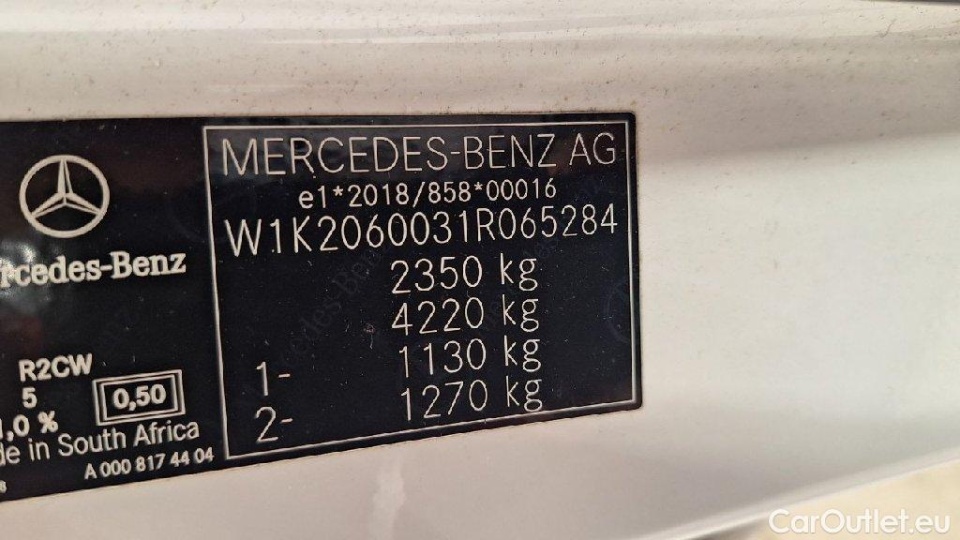 MERCEDES-BENZ AG
e1*2018/858*00016
W1K2060031R065284
2350 kg
4220 kg
1- 1130 kg
2- 1270 kg
rcedes-Benz
R2CW
5
0,50
,0 %
de in South Africa
A 000 817 44 04
CarOutlet.eu